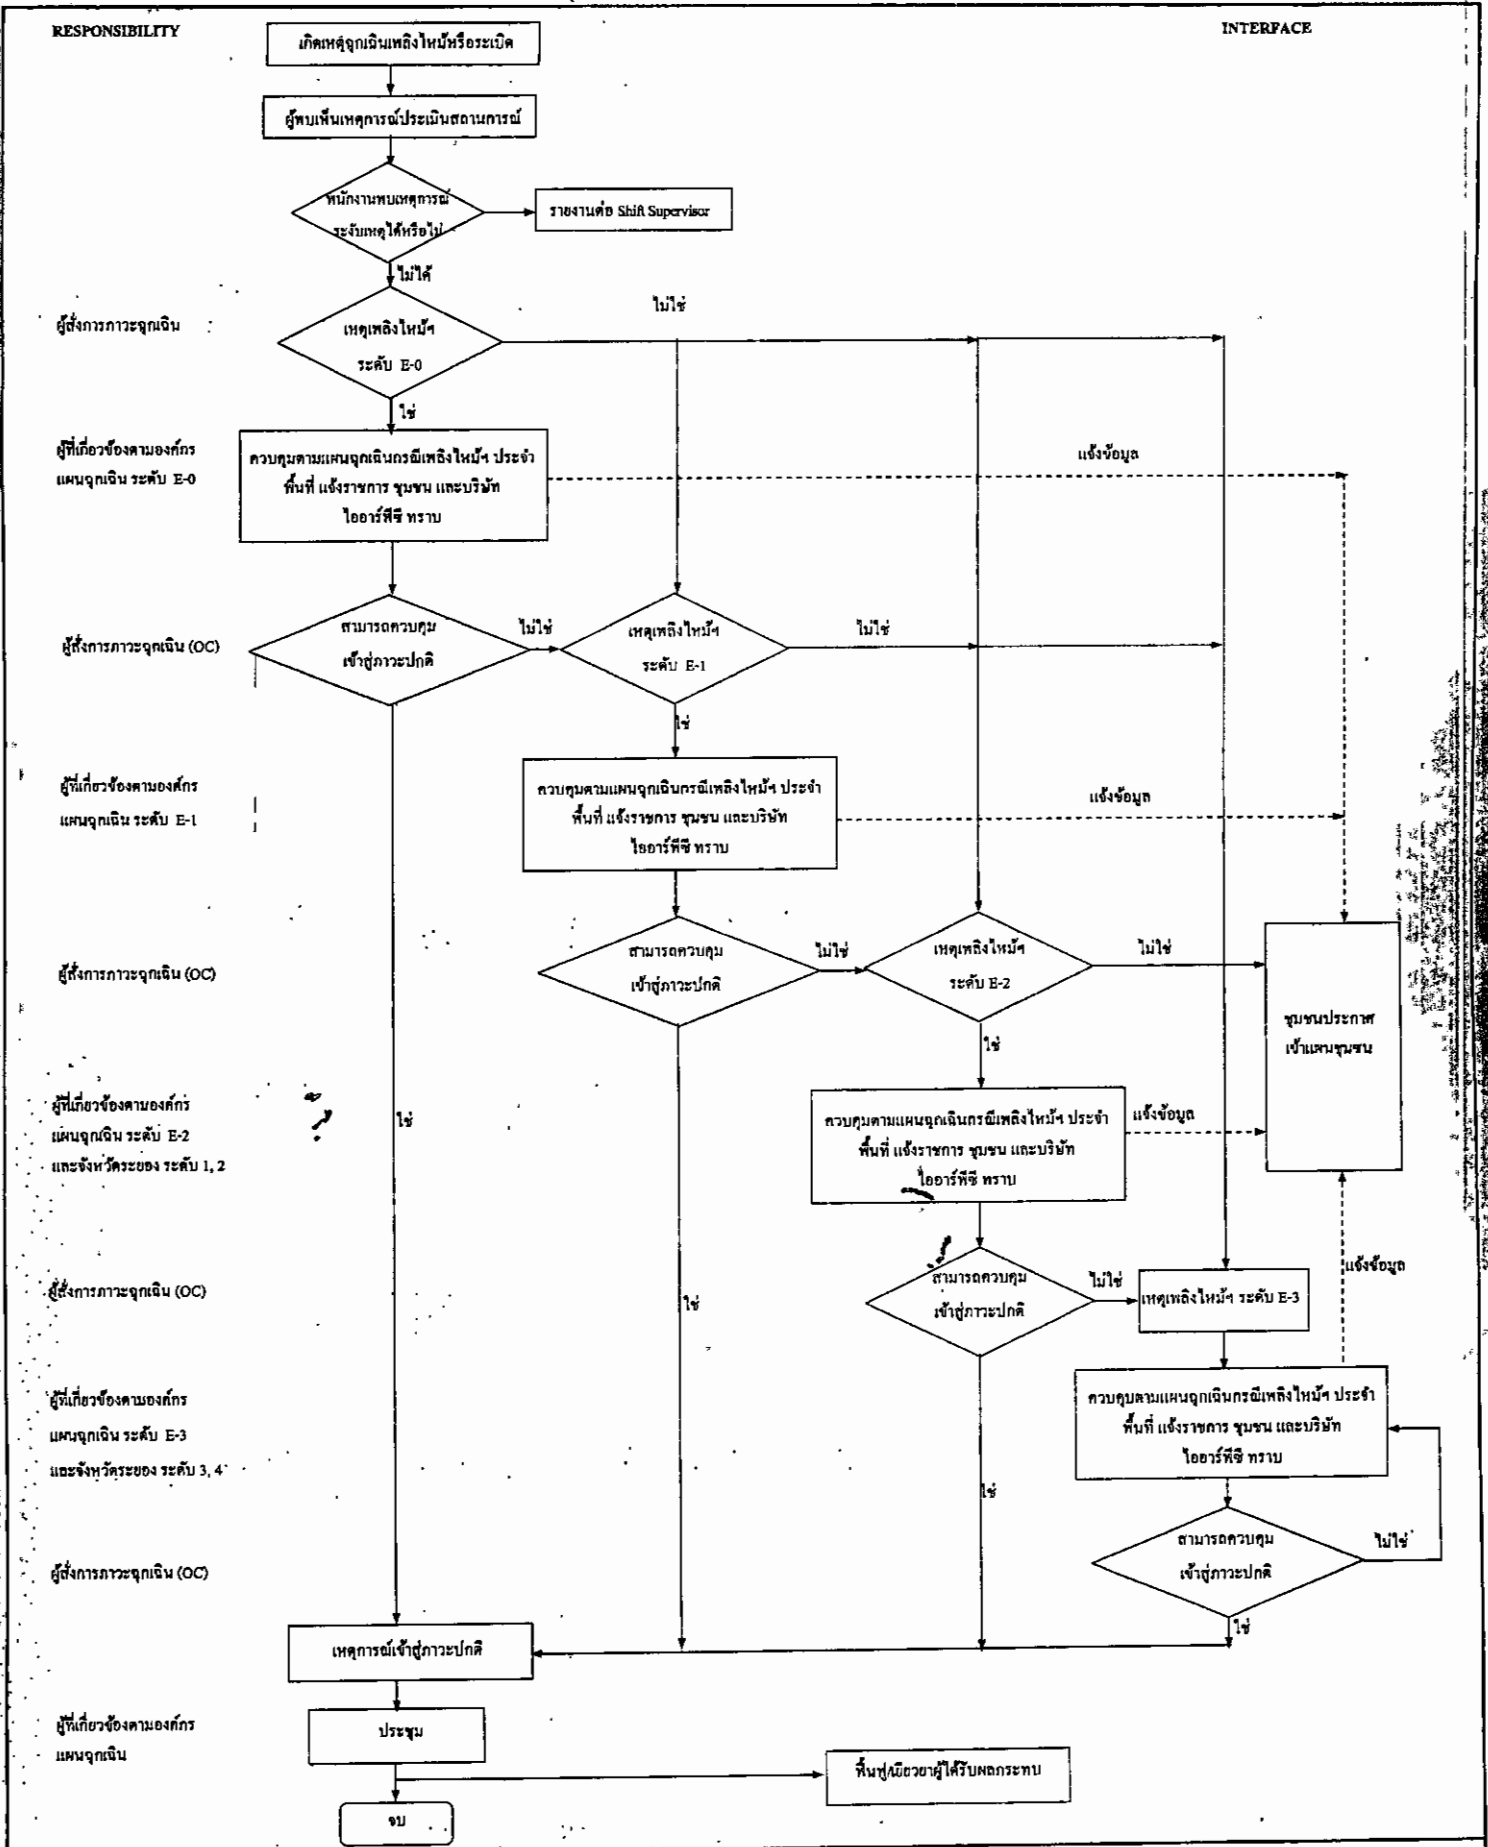 RESPONSIBILITY
INTERFACE
เกิดเหตุฉุกเฉินเพลิงไหม้หรือระเบิด
ผู้พบเห็นเหตุการณ์ประเมินสถานการณ์
พนักงานพบเหตุการณ์
ระงับเหตุได้หรือไม่
รายงานต่อ Shift Supervisor
ไม่ได้
ไม่ใช่
ผู้สั่งการภาวะฉุกเฉิน
เหตุเพลิงไหม้ฯ
ระดับ E-0
ใช่
ผู้ที่เกี่ยวข้องตามองค์กร
แผนฉุกเฉิน ระดับ E-0
ควบคุมตามแผนฉุกเฉินกรณีเพลิงไหม้ฯ ประจำ
พื้นที่ แจ้งราชการ ชุมชน และบริษัท
ไออาร์พีซี ทราบ
แจ้งข้อมูล
ผู้สั่งการภาวะฉุกเฉิน (OC)
สามารถควบคุม
เข้าสู่ภาวะปกติ
ไม่ใช่
เหตุเพลิงไหม้ฯ
ระดับ E-1
ไม่ใช่
ใช่
ผู้ที่เกี่ยวข้องตามองค์กร
แผนฉุกเฉิน ระดับ E-1
ควบคุมตามแผนฉุกเฉินกรณีเพลิงไหม้ฯ ประจำ
พื้นที่ แจ้งราชการ ชุมชน และบริษัท
ไออาร์พีซี ทราบ
แจ้งข้อมูล
ผู้สั่งการภาวะฉุกเฉิน (OC)
สามารถควบคุม
เข้าสู่ภาวะปกติ
ไม่ใช่
เหตุเพลิงไหม้ฯ
ระดับ E-2
ไม่ใช่
ชุมชนประกาศ
เข้าแผนชุมชน
ใช่
ผู้ที่เกี่ยวข้องตามองค์กร
แผนฉุกเฉิน ระดับ E-2
และจังหวัดระยอง ระดับ 1, 2
ใช่
ควบคุมตามแผนฉุกเฉินกรณีเพลิงไหม้ฯ ประจำ
พื้นที่ แจ้งราชการ ชุมชน และบริษัท
ไออาร์พีซี ทราบ
แจ้งข้อมูล
ผู้สั่งการภาวะฉุกเฉิน (OC)
ใช่
สามารถควบคุม
เข้าสู่ภาวะปกติ
ไม่ใช่
เหตุเพลิงไหม้ฯ ระดับ E-3
แจ้งข้อมูล
ผู้ที่เกี่ยวข้องตามองค์กร
แผนฉุกเฉิน ระดับ E-3
และจังหวัดระยอง ระดับ 3, 4
ควบคุมตามแผนฉุกเฉินกรณีเพลิงไหม้ฯ ประจำ
พื้นที่ แจ้งราชการ ชุมชน และบริษัท
ไออาร์พีซี ทราบ
ใช่
ผู้สั่งการภาวะฉุกเฉิน (OC)
สามารถควบคุม
เข้าสู่ภาวะปกติ
ไม่ใช่
ใช่
เหตุการณ์เข้าสู่ภาวะปกติ
ผู้ที่เกี่ยวข้องตามองค์กร
แผนฉุกเฉิน
ประชุม
ฟื้นฟู/เยียวยาผู้ได้รับผลกระทบ
จบ